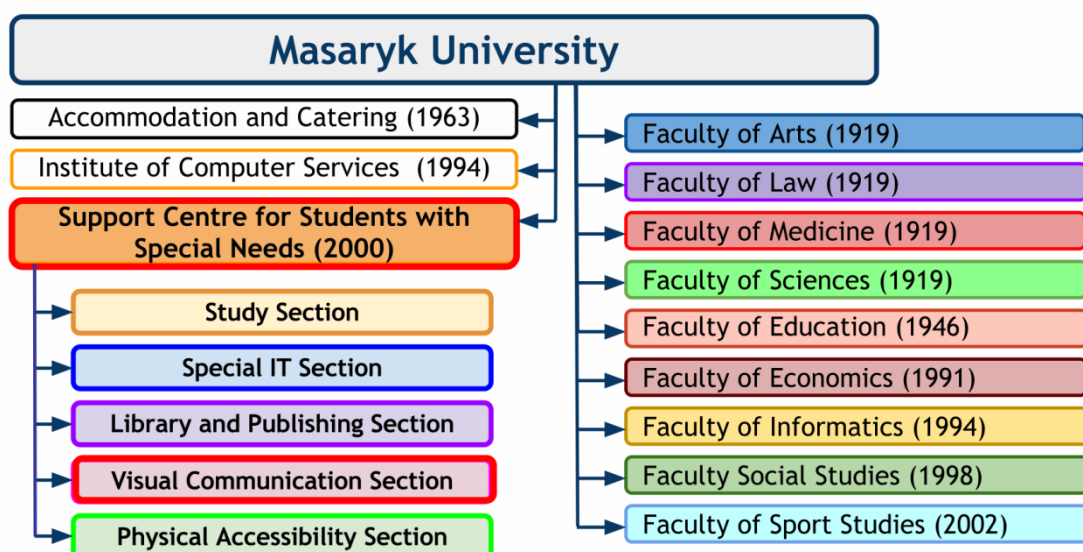 Masaryk University
Accommodation and Catering (1963)
Institute of Computer Services (1994)
Support Centre for Students with
Special Needs (2000)
Study Section
Special IT Section
Library and Publishing Section
Visual Communication Section
Physical Accessibility Section
Faculty of Arts (1919)
Faculty of Law (1919)
Faculty of Medicine (1919)
Faculty of Sciences (1919)
Faculty of Education (1946)
Faculty of Economics (1991)
Faculty of Informatics (1994)
Faculty Social Studies (1998)
Faculty of Sport Studies (2002)